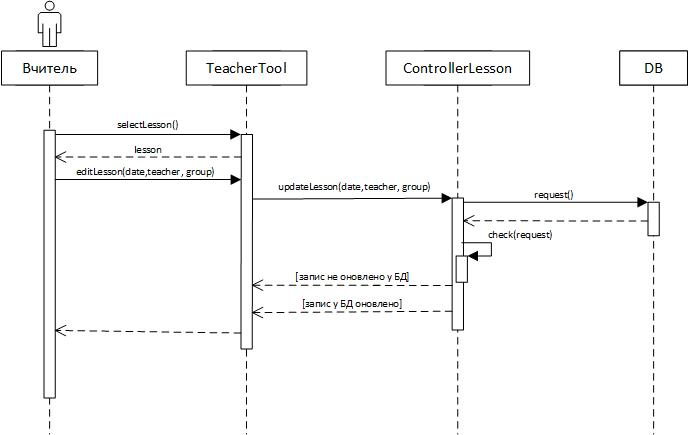 Вчитель
TeacherTool
ControllerLesson
DB
selectLesson()
lesson
editLesson(date,teacher, group)
updateLesson(date,teacher, group)
request()
check(request)
[запис не оновлено у БД]
[запис у БД оновлено]